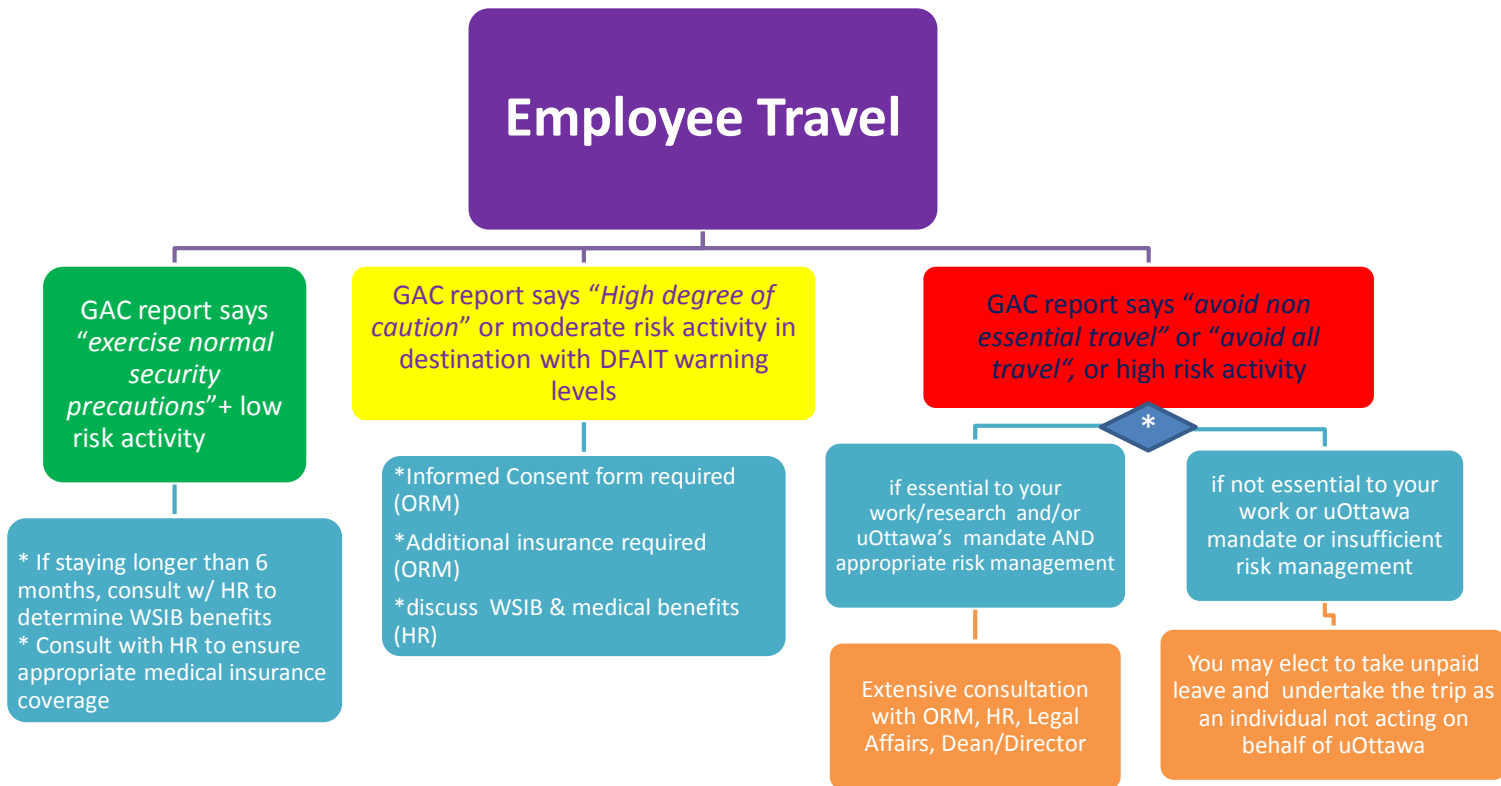 Employee Travel
GAC report says
“exercise normal
security
precautions”+ low
risk activity
* If staying longer than 6
months, consult w/ HR to
determine WSIB benefits
* Consult with HR to ensure
appropriate medical insurance
coverage
GAC report says “High degree of
caution” or moderate risk activity in
destination with DFAIT warning
levels
*Informed Consent form required
(ORM)
*Additional insurance required
(ORM)
*discuss WSIB & medical benefits
(HR)
GAC report says “avoid non
essential travel” or “avoid all
travel“, or high risk activity
*
if essential to your
work/research and/or
uOttawa’s mandate AND
appropriate risk management
Extensive consultation
with ORM, HR, Legal
Affairs, Dean/Director
if not essential to your
work or uOttawa
mandate or insufficient
risk management
You may elect to take unpaid
leave and undertake the trip as
an individual not acting on
behalf of uOttawa